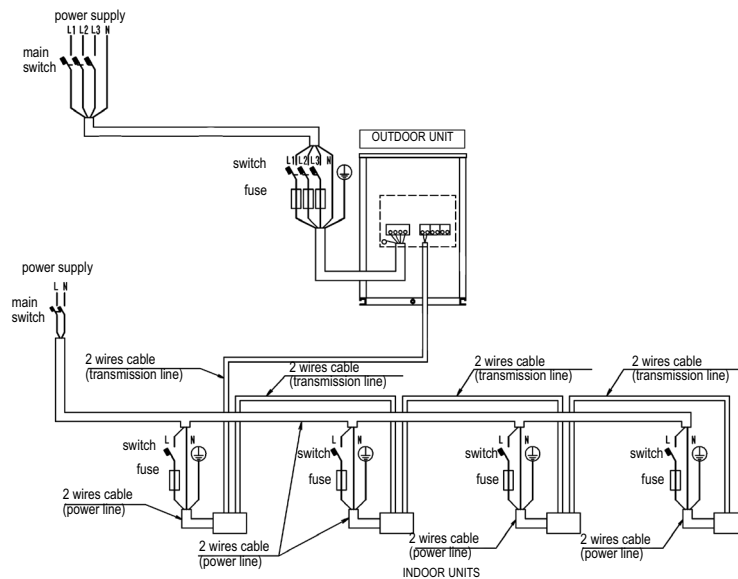 power supply
L1 L2 L3 N
main
switch
OUTDOOR UNIT
switch
L1 L2 L3 N
fuse
power supply
L N
main
switch
2 wires cable
(transmission line)
2 wires cable
(transmission line)
2 wires cable
(transmission line)
2 wires cable
(transmission line)
L N
switch
fuse
L N
switch
fuse
L N
switch
fuse
L N
switch
fuse
2 wires cable
(power line)
2 wires cable
(power line)
2 wires cable
(power line)
2 wires cable
(power line)
INDOOR UNITS